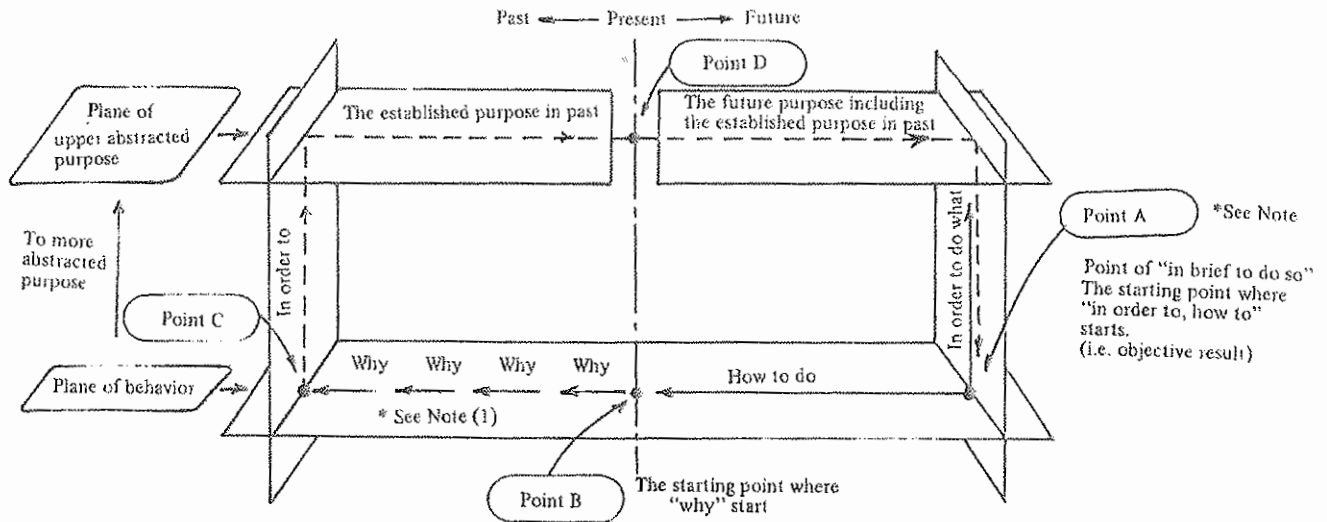 Past Present Future
Point D
Plane of
upper abstracted
purpose
The established purpose in past
The future purpose including
the established purpose in past
To more
abstracted
purpose
In order to
In order to do what
Point A
*See Note
Point of "in brief to do so"
The starting point where
"in order to, how to"
starts.
(i.e. objective result)
Point C
Plane of behavior
Why Why Why Why
How to do
* See Note (1)
Point B
The starting point where
"why" start